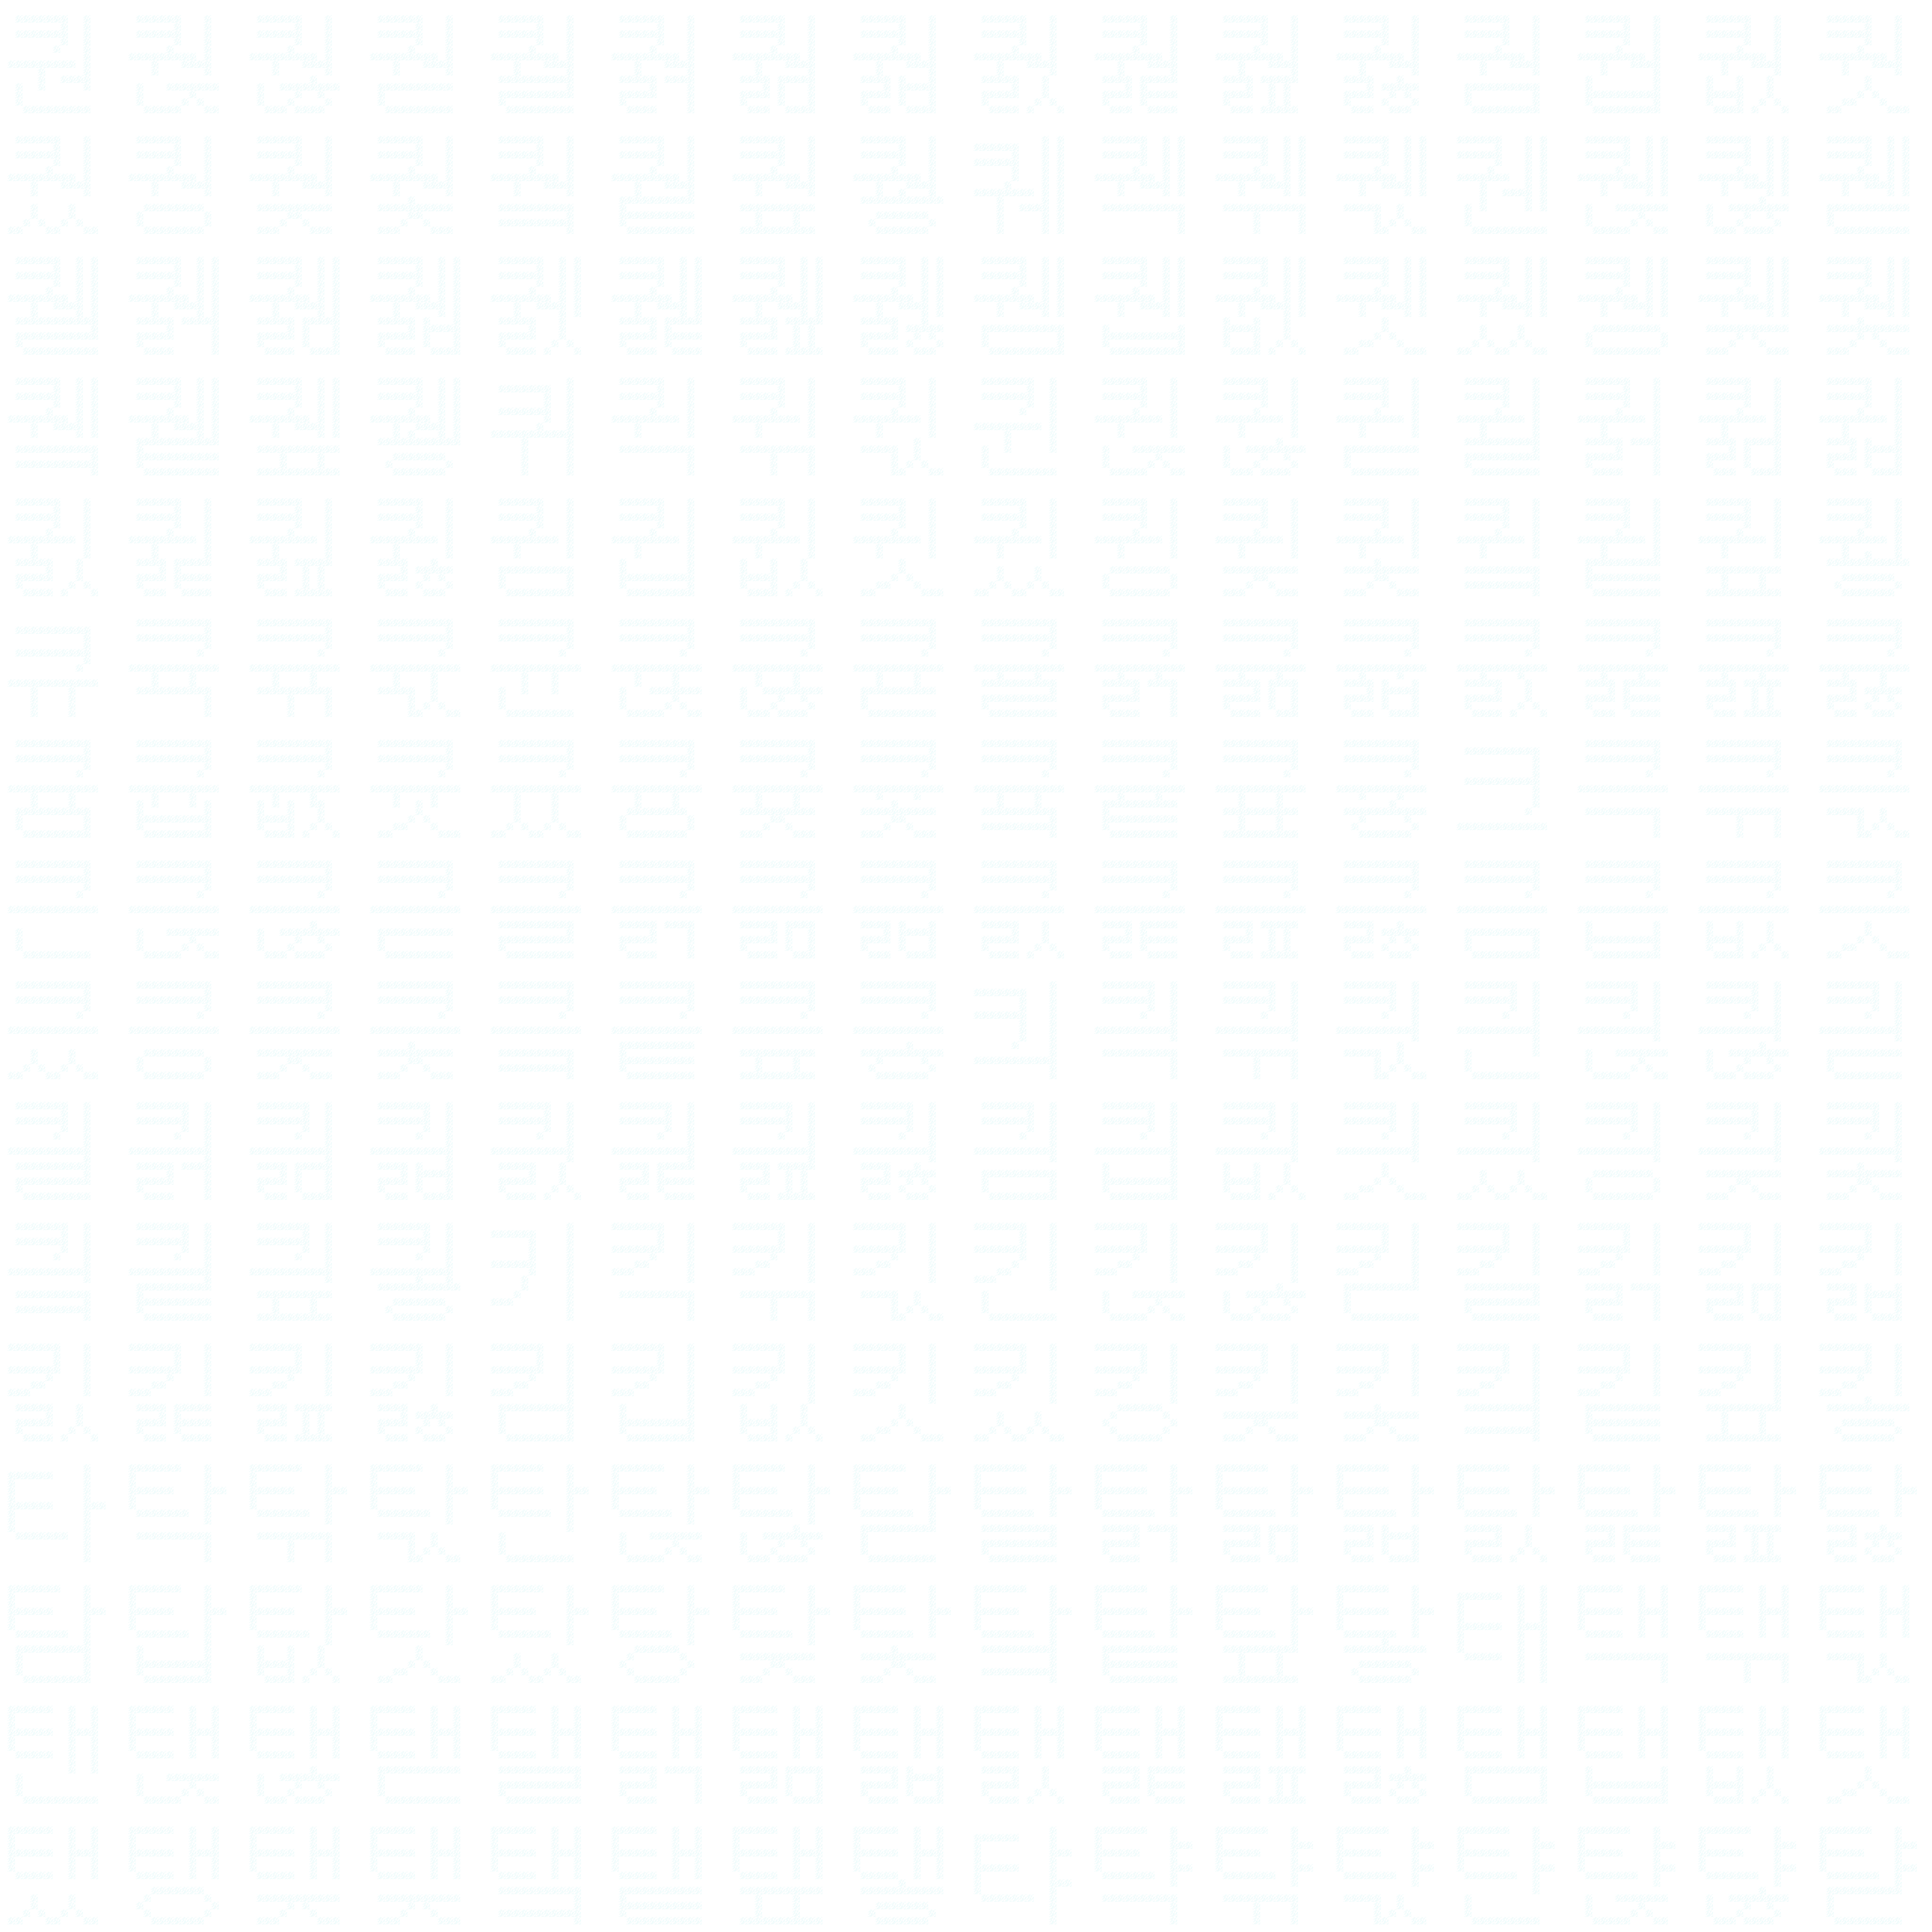 퀀퀁퀂퀃퀄퀅퀆퀇퀈퀉퀊퀋퀌퀍퀎퀏
퀐퀑퀒퀓퀔퀕퀖퀗퀘퀙퀚퀛퀜퀝퀞퀟
퀠퀡퀢퀣퀤퀥퀦퀧퀨퀩퀪퀫퀬퀭퀮퀯
퀰퀱퀲퀳퀴퀵퀶퀷퀸퀹퀺퀻퀼퀽퀾퀿
큀큁큂큃큄큅큆큇큈큉큊큋큌큍큎큏
큐큑큒큓큔큕큖큗큘큙큚큛큜큝큞큟
큠큡큢큣큤큥큦큧큨큩큪큫크큭큮큯
큰큱큲큳클큵큶큷큸큹큺큻큼큽큾큿
킀킁킂킃킄킅킆킇킈킉킊킋킌킍킎킏
킐킑킒킓킔킕킖킗킘킙킚킛킜킝킞킟
킠킡킢킣키킥킦킧킨킩킪킫킬킭킮킯
킰킱킲킳킴킵킶킷킸킹킺킻킼킽킾킿
타탁탂탃탄탅탆탇탈탉탊탋탌탍탎탏
탐탑탒탓탔탕탖탗탘탙탚탛태택탞탟
탠탡탢탣탤탥탦탧탨탩탪탫탬탭탮탯
탰탱탲탳탴탵탶탷탸탹탺탻탼탽탾탿